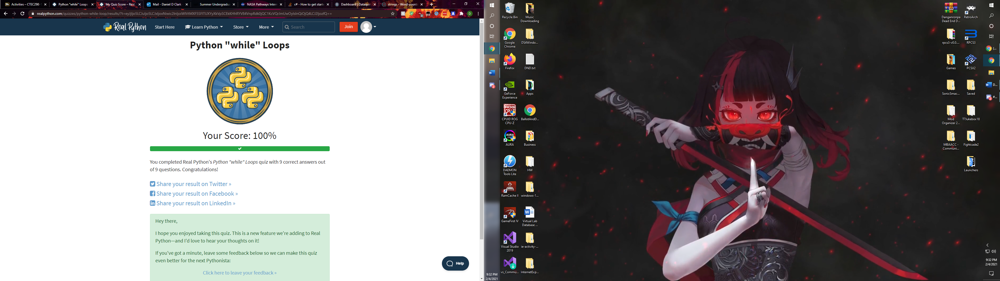 Activities – CTEC298-1
Python "while" Loops
My Quiz Score – Real
Mail - Daniel D Clark
Summer Undergradua
NASA Pathways Intern
c# - How to get starte
Dashboard | Dataque
strings - Word-counti
realpython.com/quizzes/python-while-loop/results/
Real Python
Start Here
Learn Python
Store
More
Search
Join
Python "while" Loops
Your Score: 100%
You completed Real Python's Python "while" Loops quiz with 9 correct answers out
of 9 questions. Congratulations!
Share your result on Twitter »
Share your result on Facebook »
Share your result on LinkedIn »
Hey there,
I hope you enjoyed taking this quiz. This is a new feature we're adding to Real
Python—and I'd love to hear your thoughts on it!
If you've got a minute, leave some feedback below so we can make this quiz
even better for the next Pythonista:
Click here to leave your feedback »
Help
9:32 PM
2/4/2021
Recycle Bin
Music
Downloading
Google
Chrome
DS4Windo...
Firefox
DND.txt
GeForce
Experience
Apps
CPUID ROG
CPU-Z
BallotAndD...
AURA
Business
DAEMON
Tools Lite
HW
RamCache II
windows-1...
GameFirst IV
Virtual Lab
Database ...
Visual Studio
2019
ie-activity-...
vs_Commu...
InternetExp...
Danganronpa
Dead End D...
RetroArch
rpcs3-v0.0....
RPCS3
Games
PCSX2
SonicSmac...
Saved
Mod
Organizer 2...
T7Jukebox18
MBAACC -
Communi...
Fightcade2
Launchers
9:32 PM
2/4/2021